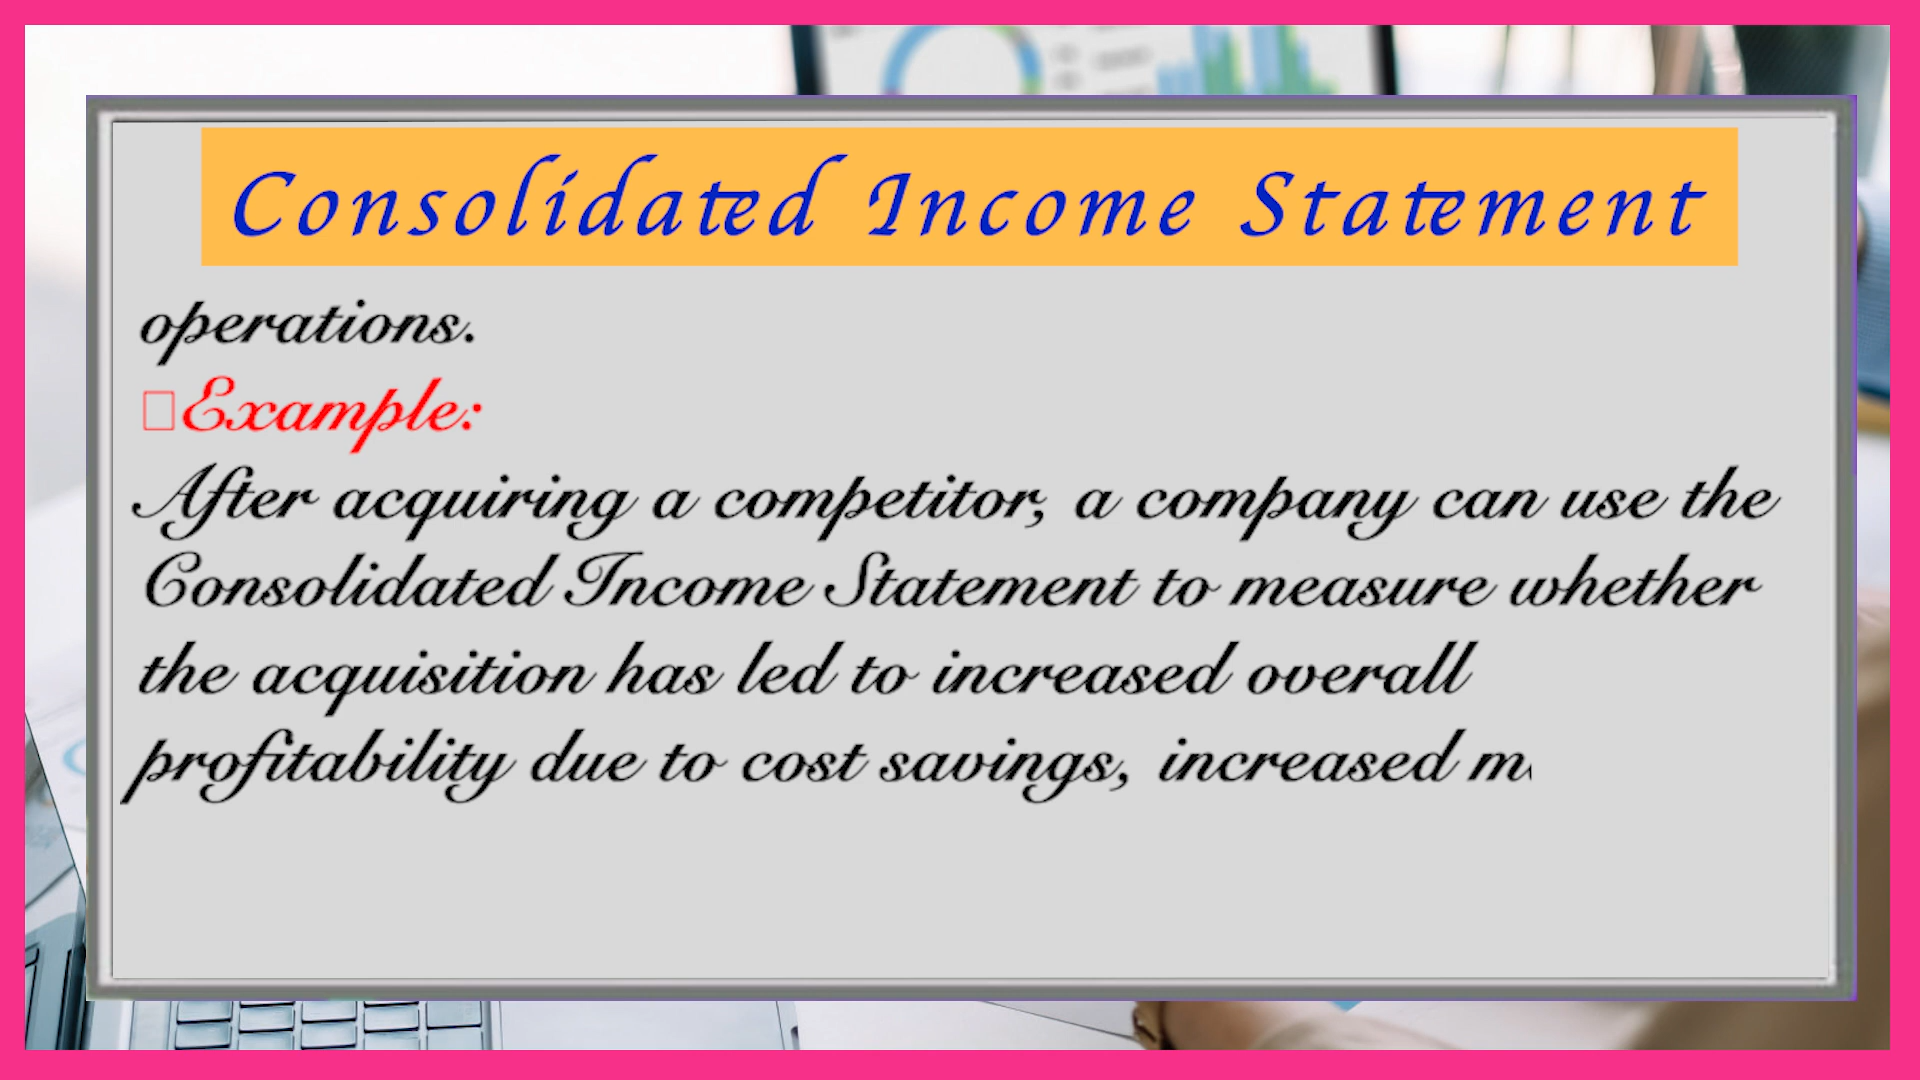 Consolidated Income Statement
operations.
Example:
After acquiring a competitor, a company can use the
Consolidated Income Statement to measure whether
the acquisition has led to increased overall
profitability due to cost savings, increased